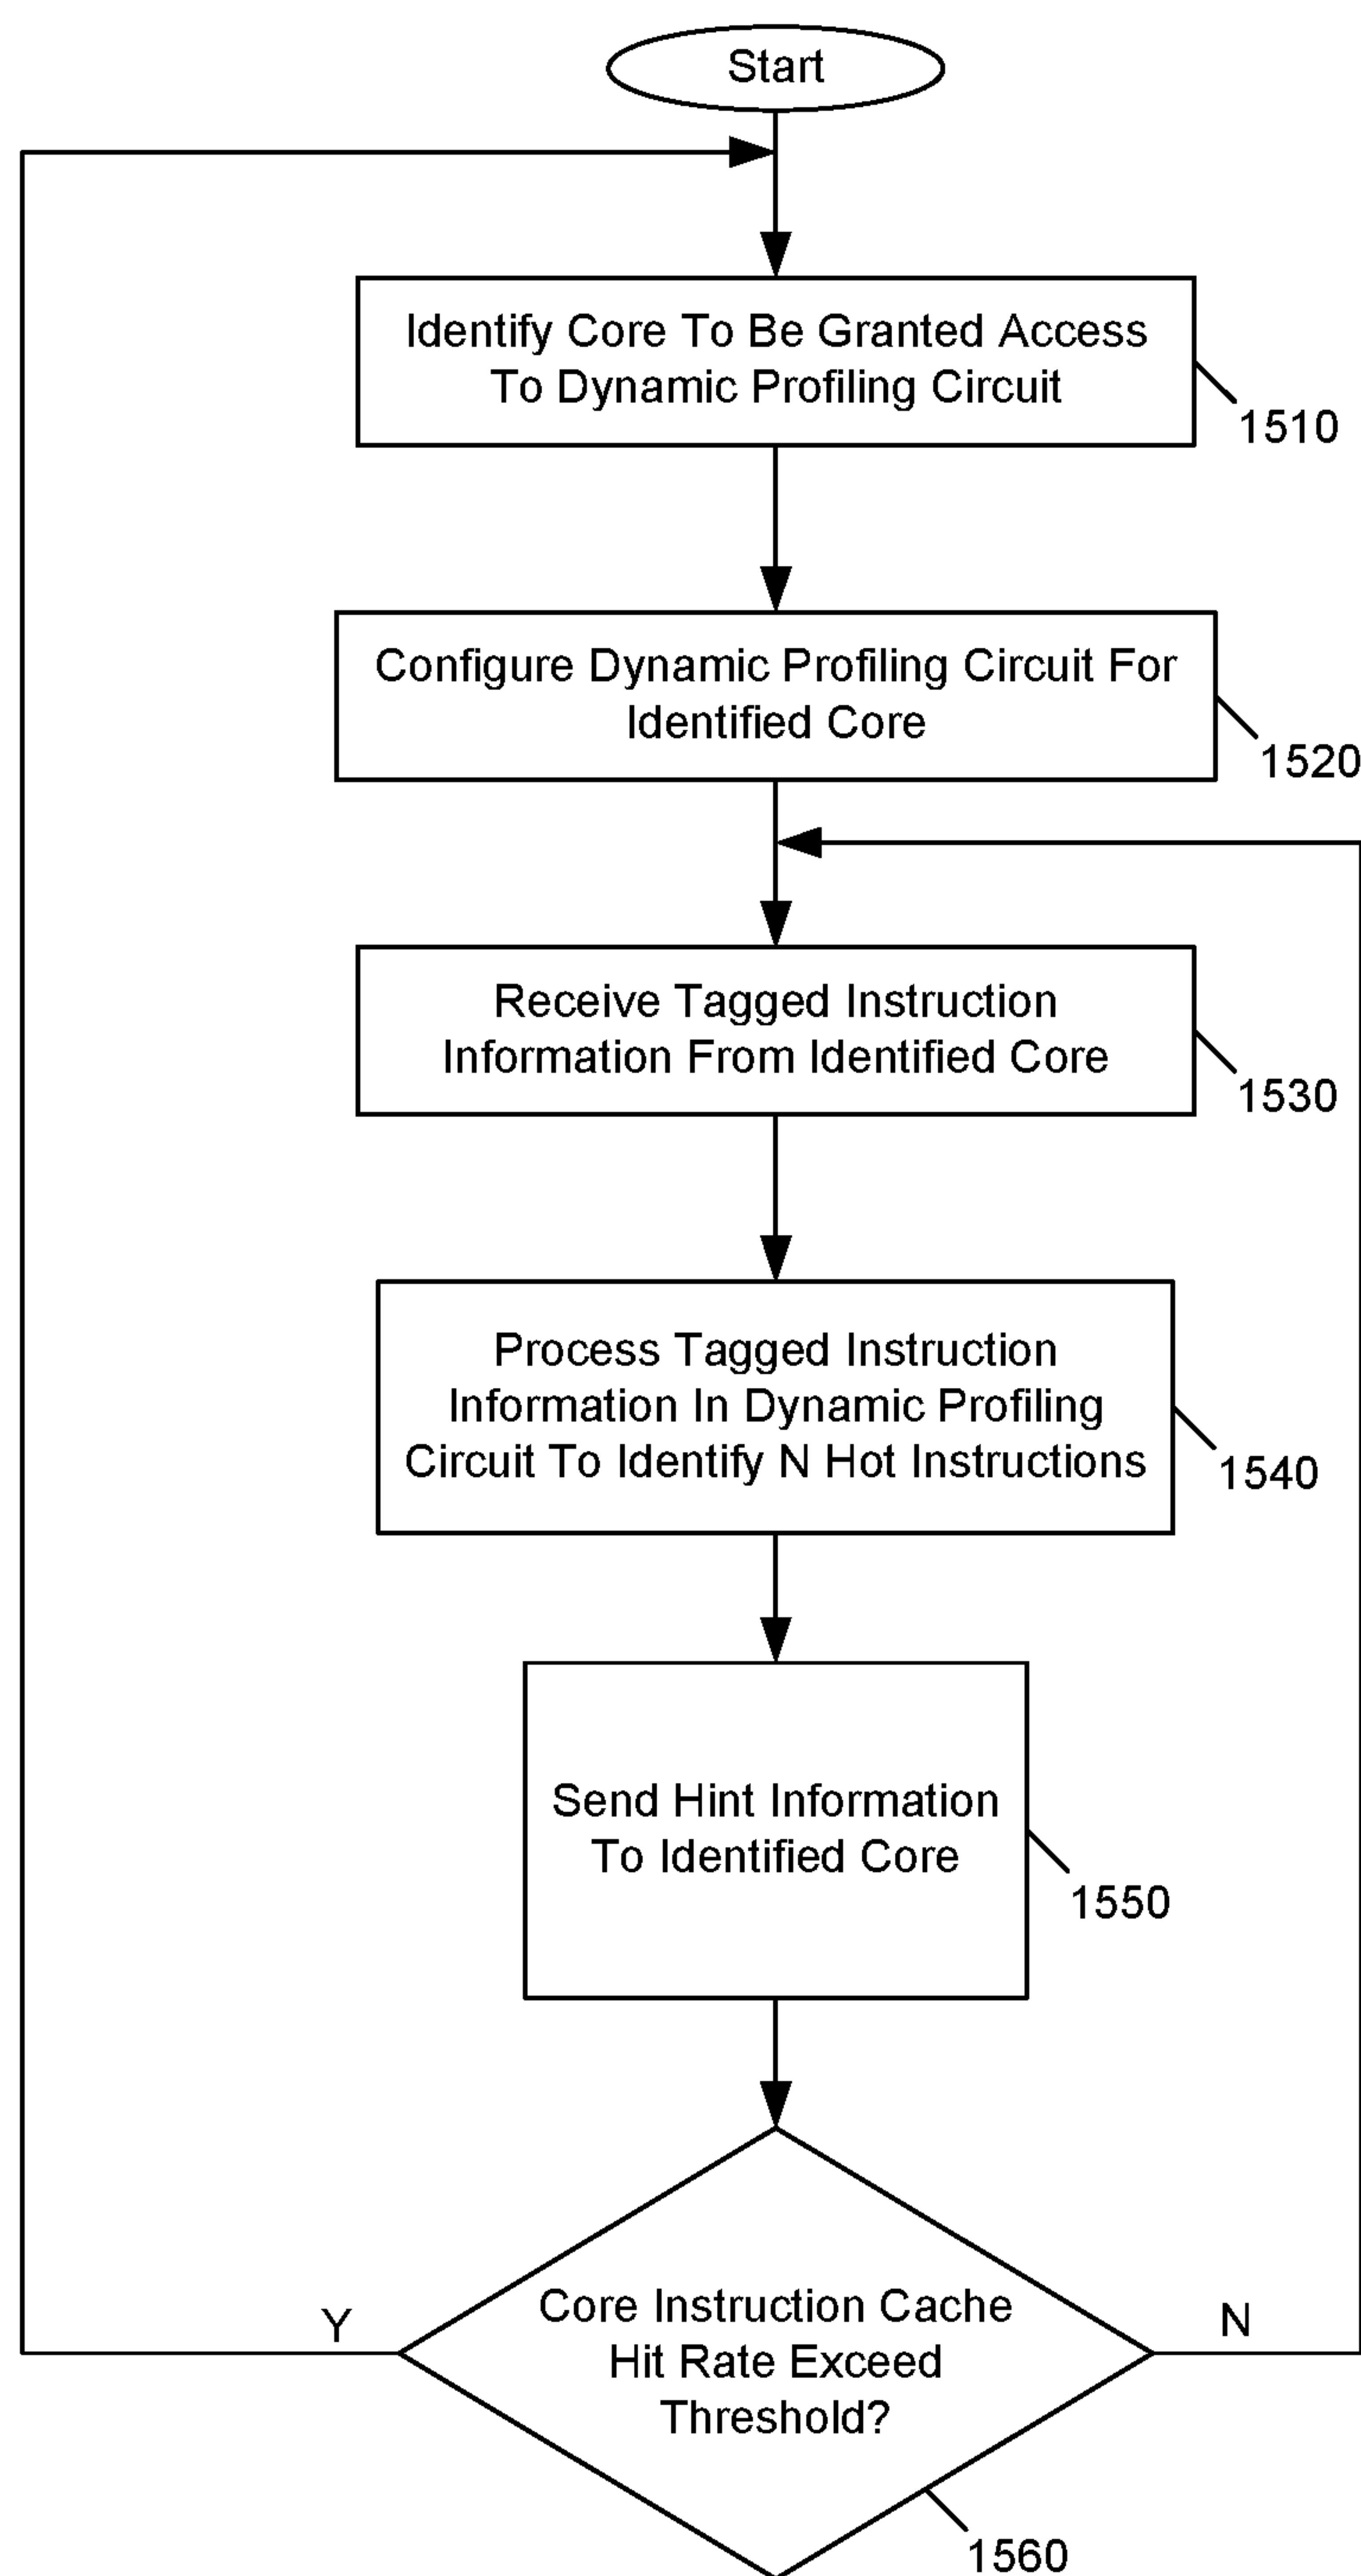 Start
Identify Core To Be Granted Access
To Dynamic Profiling Circuit
1510
Configure Dynamic Profiling Circuit For
Identified Core
1520
Receive Tagged Instruction
Information From Identified Core
1530
Process Tagged Instruction
Information In Dynamic Profiling
Circuit To Identify N Hot Instructions
1540
Send Hint Information
To Identified Core
1550
Y
Core Instruction Cache
Hit Rate Exceed
Threshold?
N
1560